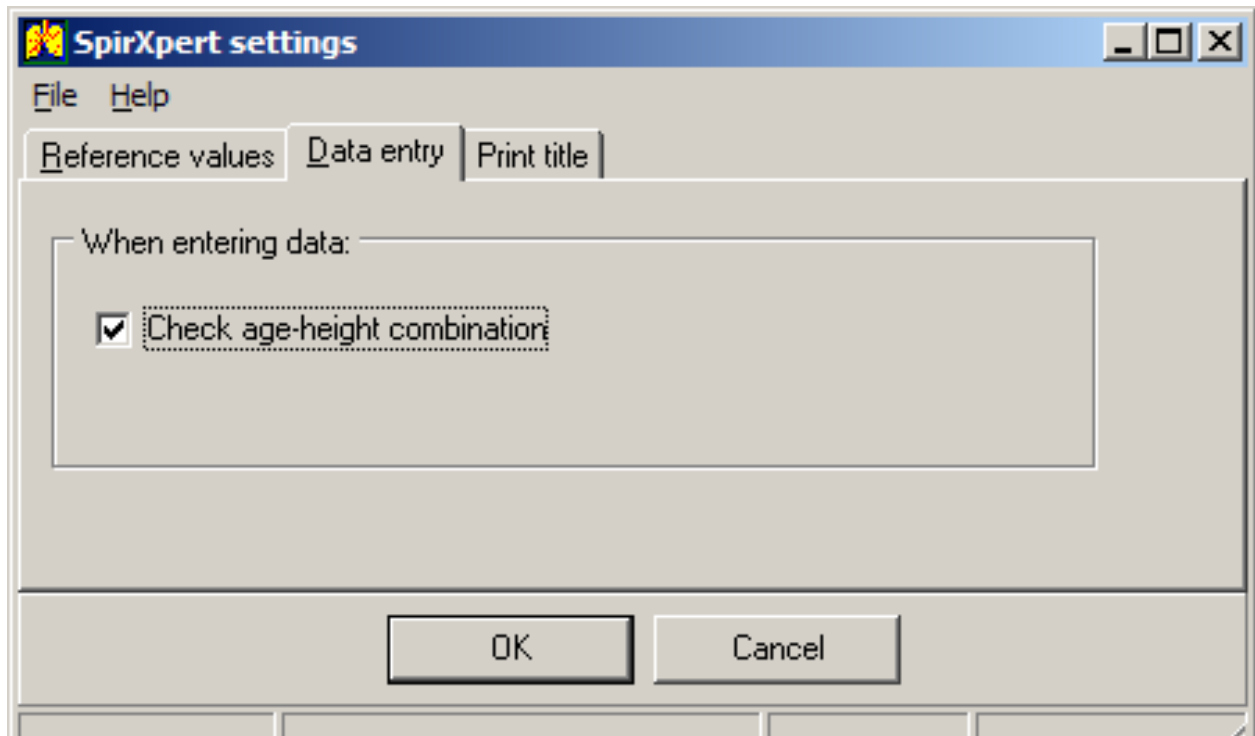 SpirXpert settings
File Help
Reference values Data entry Print title
When entering data:
Check age-height combination
OK Cancel